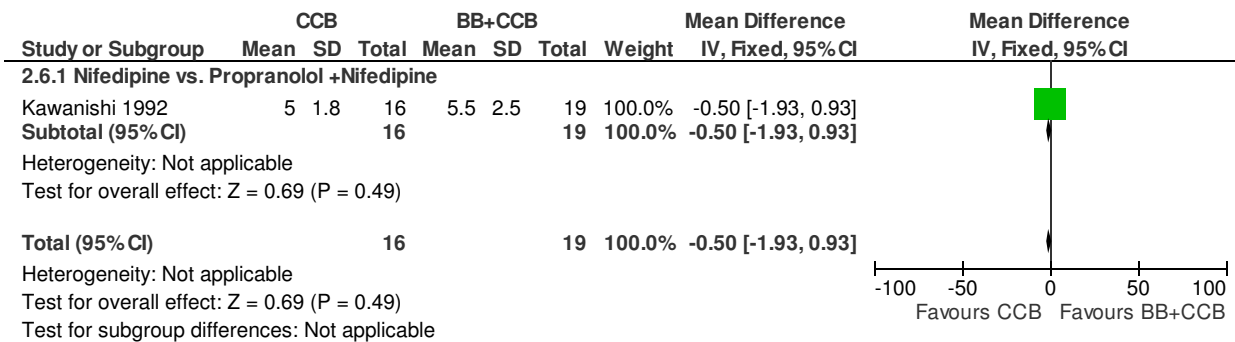 CCB BB+CCB Mean Difference Mean Difference
Study or Subgroup Mean SD Total Mean SD Total Weight IV, Fixed, 95% CI IV, Fixed, 95% CI
2.6.1 Nifedipine vs. Propranolol +Nifedipine
Kawanishi 1992 5 1.8 16 5.5 2.5 19 100.0% -0.50 [-1.93, 0.93]
Subtotal (95% CI) 16 19 100.0% -0.50 [-1.93, 0.93]
Heterogeneity: Not applicable
Test for overall effect: Z = 0.69 (P = 0.49)
Total (95% CI) 16 19 100.0% -0.50 [-1.93, 0.93]
Heterogeneity: Not applicable
Test for overall effect: Z = 0.69 (P = 0.49)
Test for subgroup differences: Not applicable
-100 -50 0 50 100
Favours CCB Favours BB+CCB